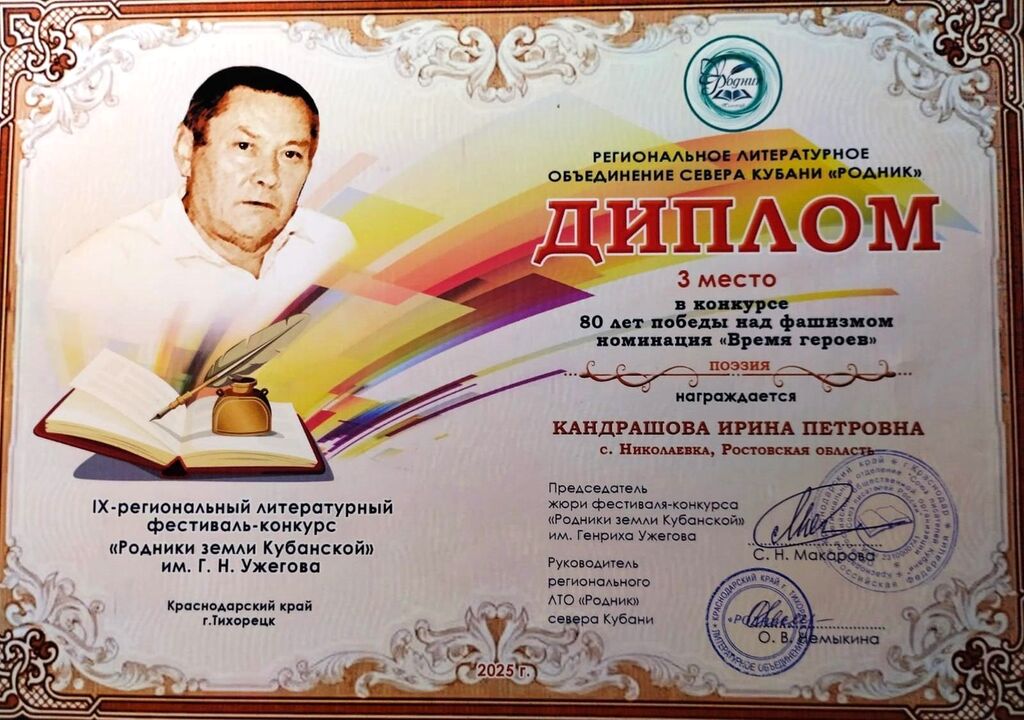 Родник
РЕГИОНАЛЬНОЕ ЛИТЕРАТУРНОЕ
ОБЪЕДИНЕНИЕ СЕВЕРА КУБАНИ «РОДНИК»
ДИПЛОМ
3 место
в конкурсе
80 лет победы над фашизмом
номинация «Время героев»
поэзия
награждается
КАНДРАШОВА ИРИНА ПЕТРОВНА
с. Николаевка, Ростовская область
Председатель
жюри фестиваля-конкурса
«Родники земли Кубанской»
им. Генриха Ужегова
С. Н. Макарова
Руководитель
регионального
ЛТО «Родник»
севера Кубани
О. В. Демыкина
IX-региональный литературный
фестиваль-конкурс
«Родники земли Кубанской»
им. Г. Н. Ужегова
Краснодарский край
г.Тихорецк
2025 г.